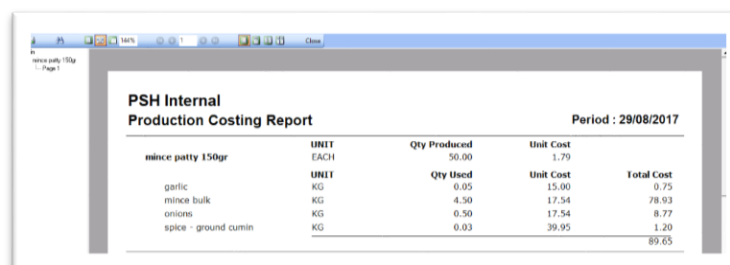 144%
1
Close
mince patty 150gr
Page 1
PSH Internal
Production Costing Report
Period : 29/08/2017
UNIT Qty Produced Unit Cost
mince patty 150gr EACH 50.00 1.79
UNIT Qty Used Unit Cost Total Cost
garlic KG 0.05 15.00 0.75
mince bulk KG 4.50 17.54 78.93
onions KG 0.50 17.54 8.77
spice - ground cumin KG 0.03 39.95 1.20
89.65